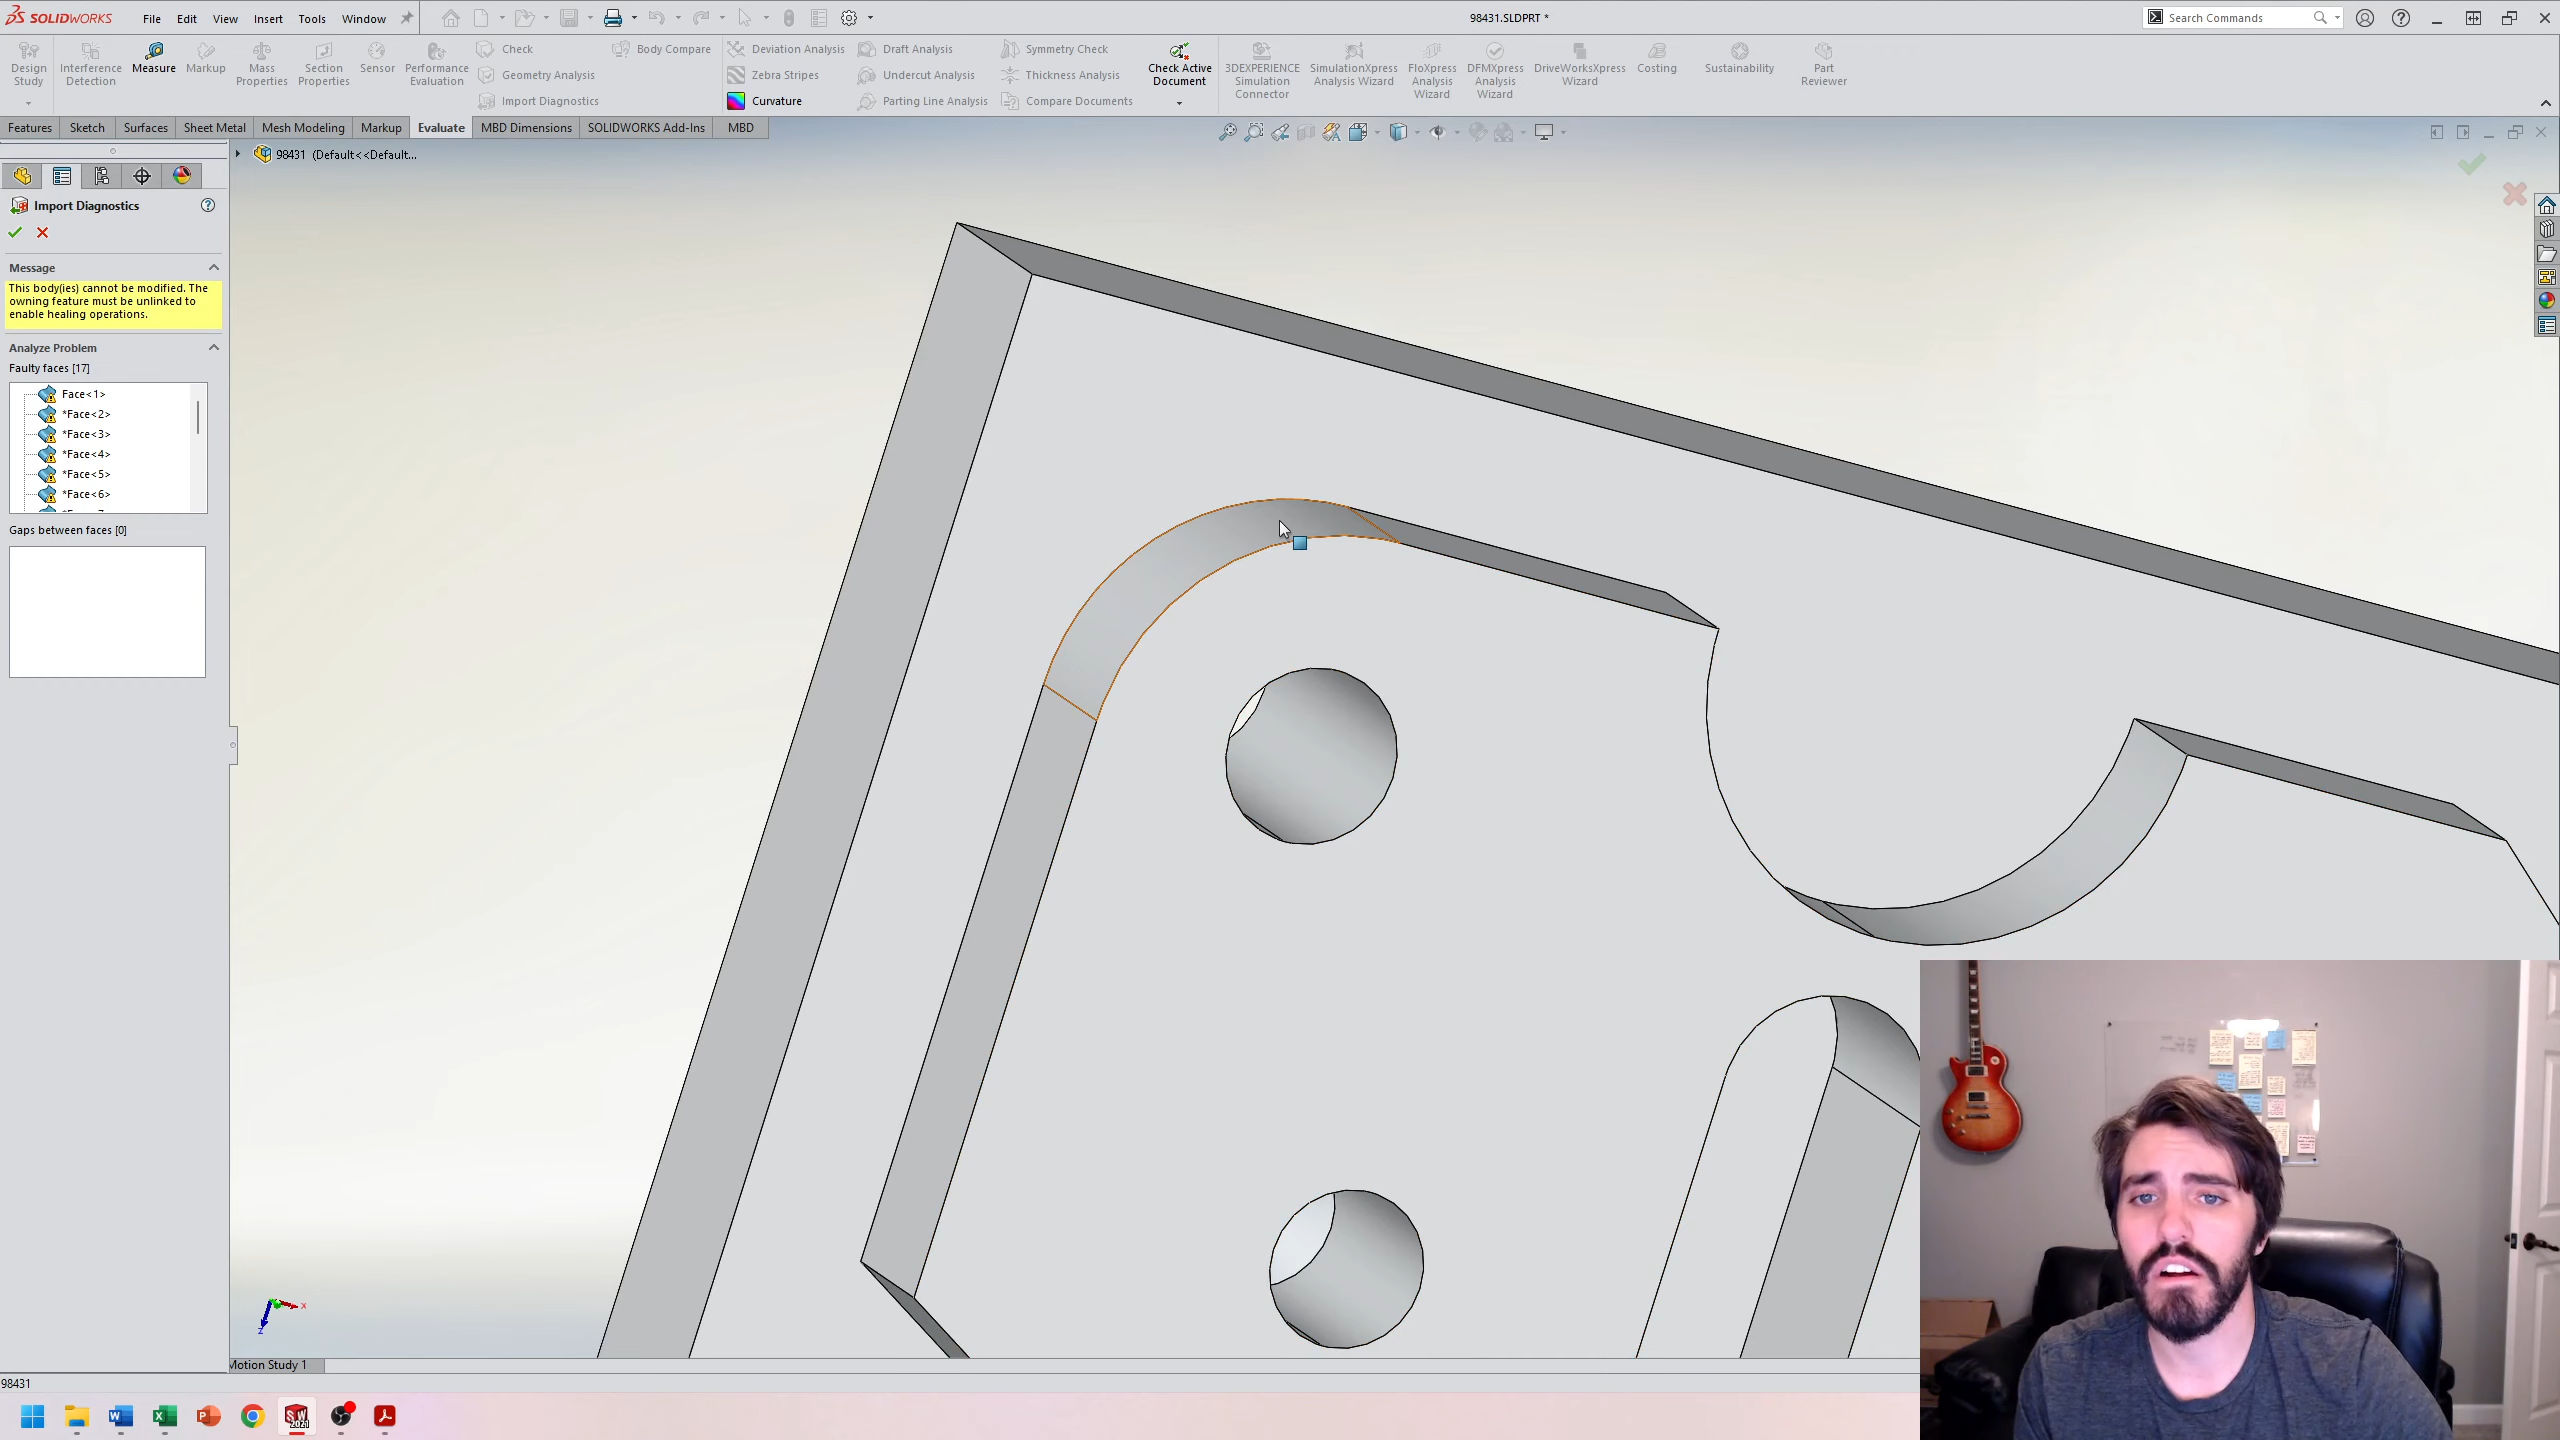 SOLIDWORKS
File Edit View Insert Tools Window
98431.SLDPRT *
Search Commands
Design Study
Interference Detection
Measure
Markup
Mass Properties
Section Properties
Sensor
Performance Evaluation
Check
Geometry Analysis
Import Diagnostics
Body Compare
Deviation Analysis
Zebra Stripes
Curvature
Draft Analysis
Undercut Analysis
Parting Line Analysis
Symmetry Check
Thickness Analysis
Compare Documents
Check Active Document
3DEXPERIENCE Simulation Connector
SimulationXpress Analysis Wizard
FloXpress Analysis Wizard
DFMXpress Analysis Wizard
DriveWorksXpress Wizard
Costing
Sustainability
Part Reviewer
Features Sketch Surfaces Sheet Metal Mesh Modeling Markup Evaluate MBD Dimensions SOLIDWORKS Add-Ins MBD
98431 (Default<<Default...
Import Diagnostics
Message
This body(ies) cannot be modified. The
owning feature must be unlinked to
enable healing operations.
Analyze Problem
Faulty faces [17]
Face<1>
*Face<2>
*Face<3>
*Face<4>
*Face<5>
*Face<6>
Gaps between faces [0]
x
z
Motion Study 1
98431
SW
2021